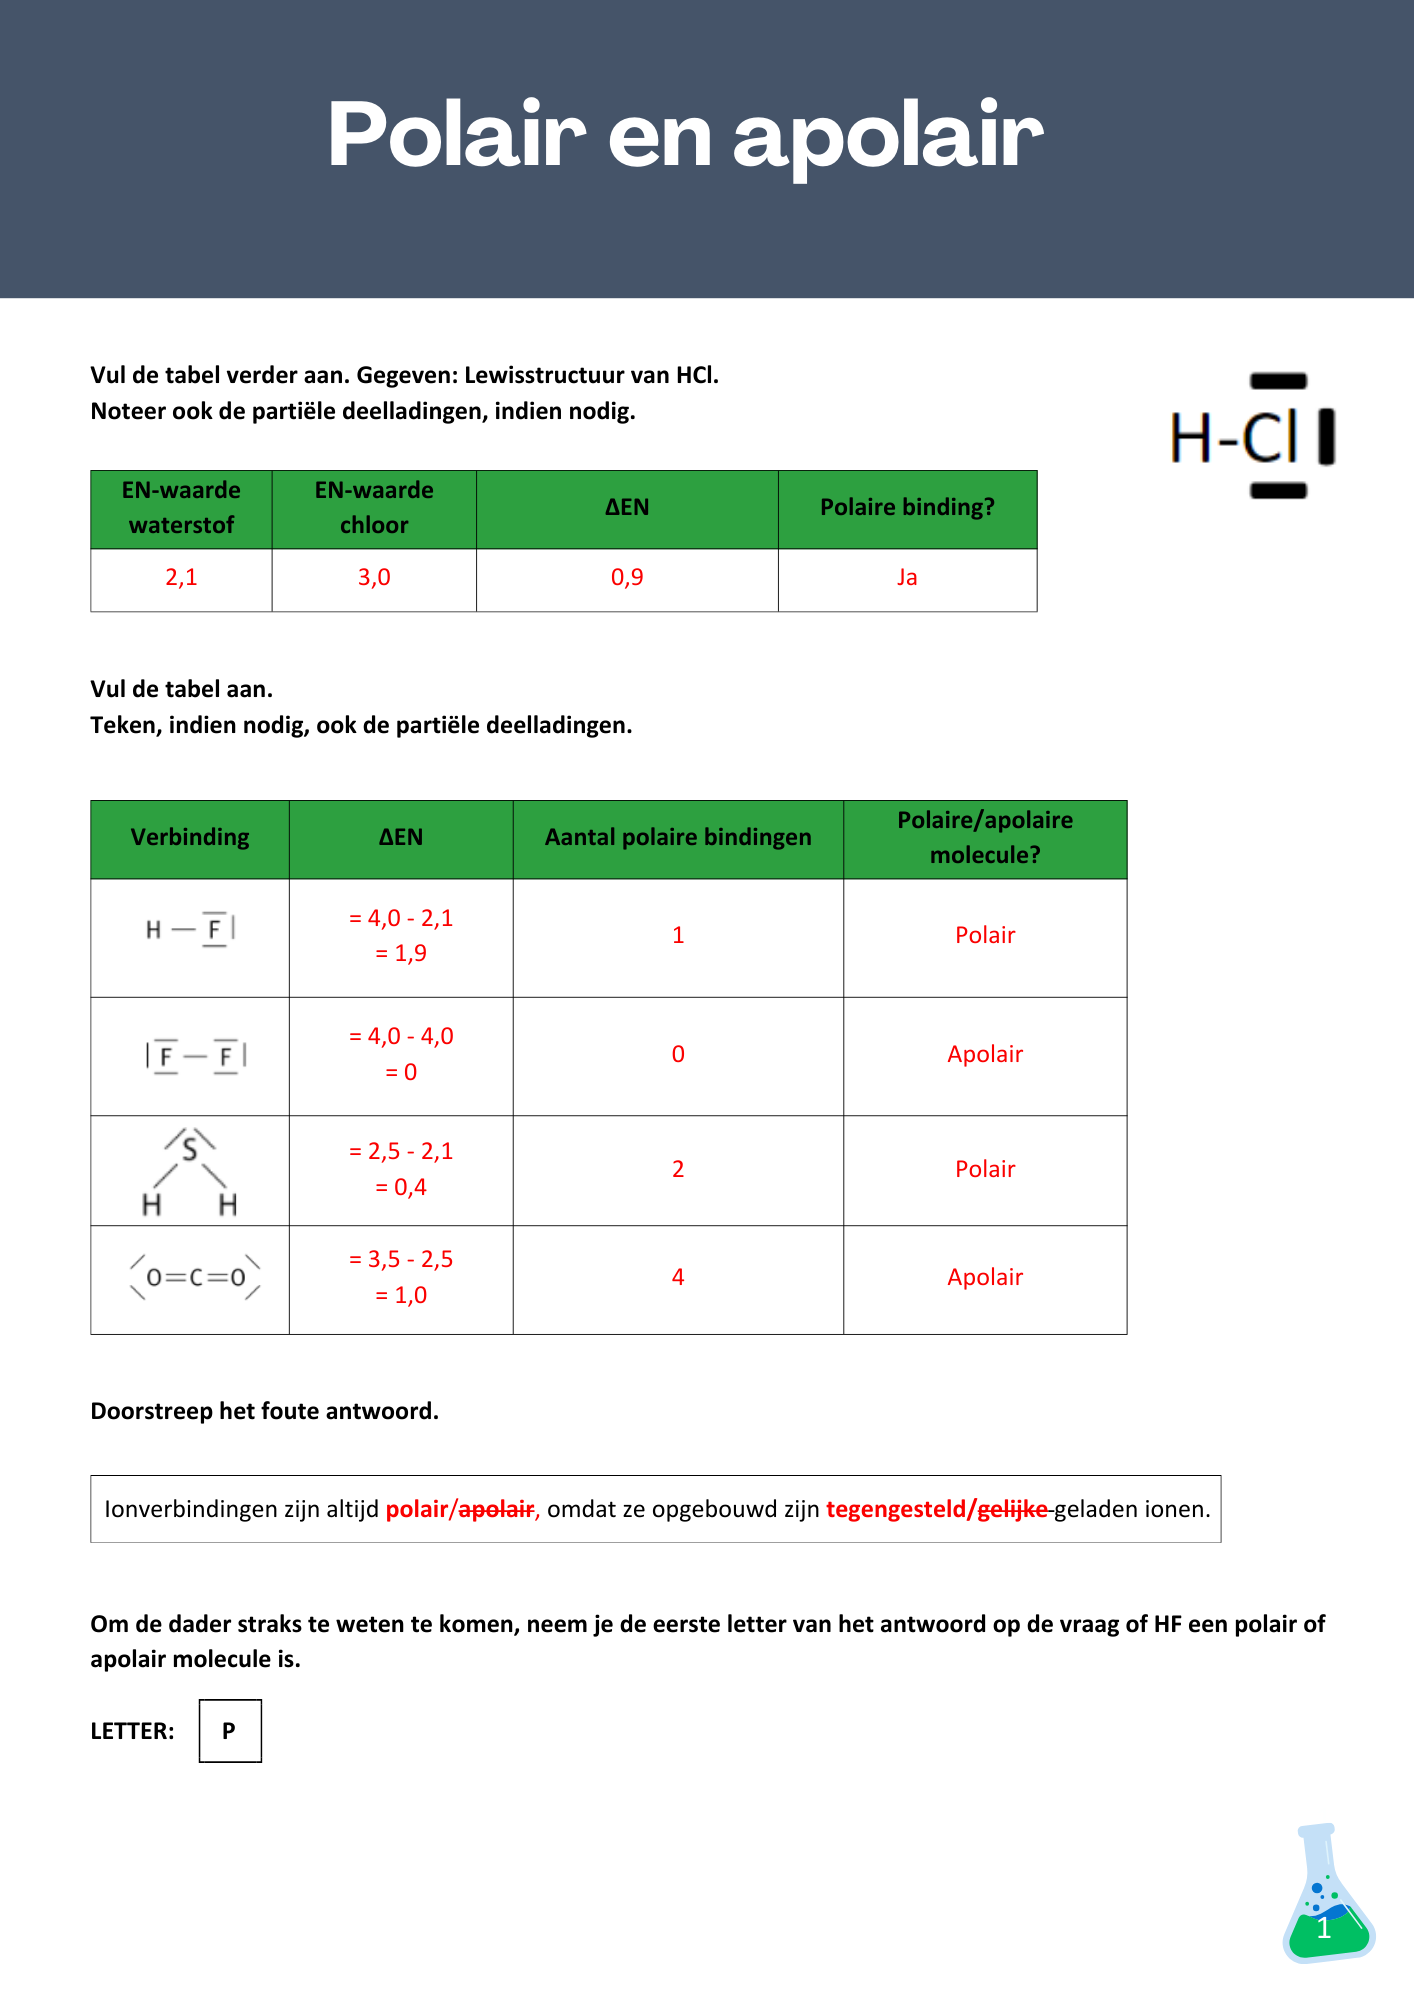 Polair en apolair
Vul de tabel verder aan. Gegeven: Lewisstructuur van HCl.
Noteer ook de partiële deelladingen, indien nodig.
H-Cl
EN-waarde waterstof
EN-waarde chloor
ΔEN
Polaire binding?
2,1
3,0
0,9
Ja
Vul de tabel aan.
Teken, indien nodig, ook de partiële deelladingen.
Verbinding
ΔEN
Aantal polaire bindingen
Polaire/apolaire molecule?
H — F
= 4,0 - 2,1
= 1,9
1
Polair
F — F
= 4,0 - 4,0
= 0
0
Apolair
S
H H
= 2,5 - 2,1
= 0,4
2
Polair
O=C=O
= 3,5 - 2,5
= 1,0
4
Apolair
Doorstreep het foute antwoord.
Ionverbindingen zijn altijd polair/apolair, omdat ze opgebouwd zijn tegengesteld/gelijke geladen ionen.
Om de dader straks te weten te komen, neem je de eerste letter van het antwoord op de vraag of HF een polair of
apolair molecule is.
LETTER: P
1